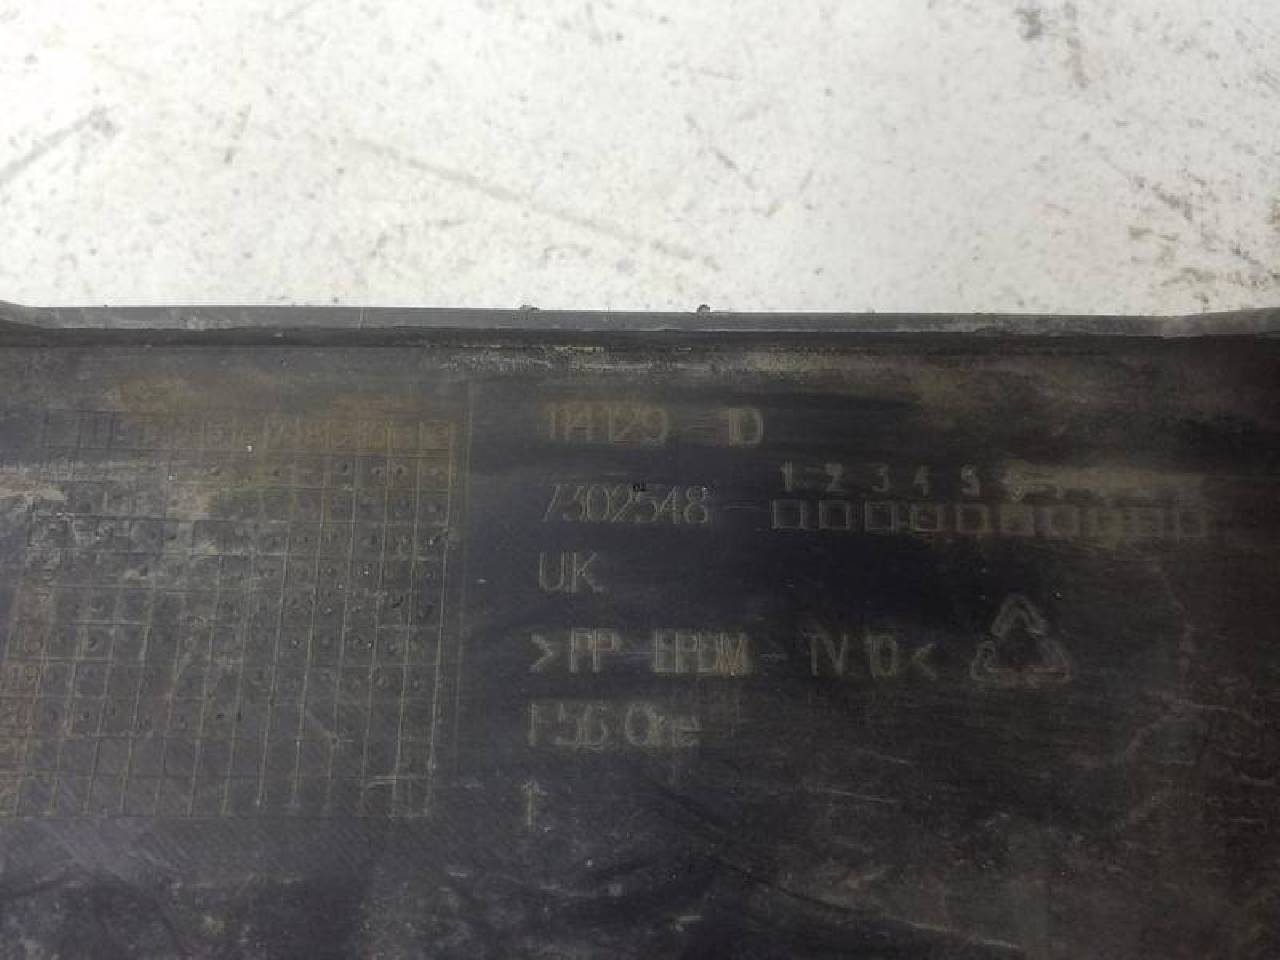 114129-10
7302548-
1 2 3 4 5
UK
>PP-EPDM-TV10<
F56 One